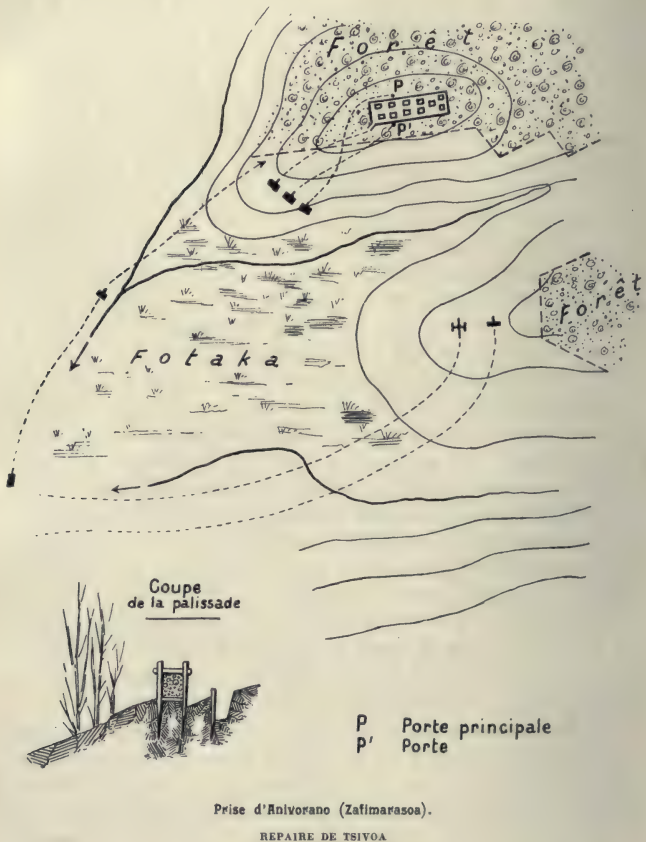 Forêt
P
P'
Forêt
Fotaka
Coupe
de la palissade
P Porte principale
P' Porte
Prise d'Anivorano (Zafimarasoa).
REPAIRE DE TSIVOA